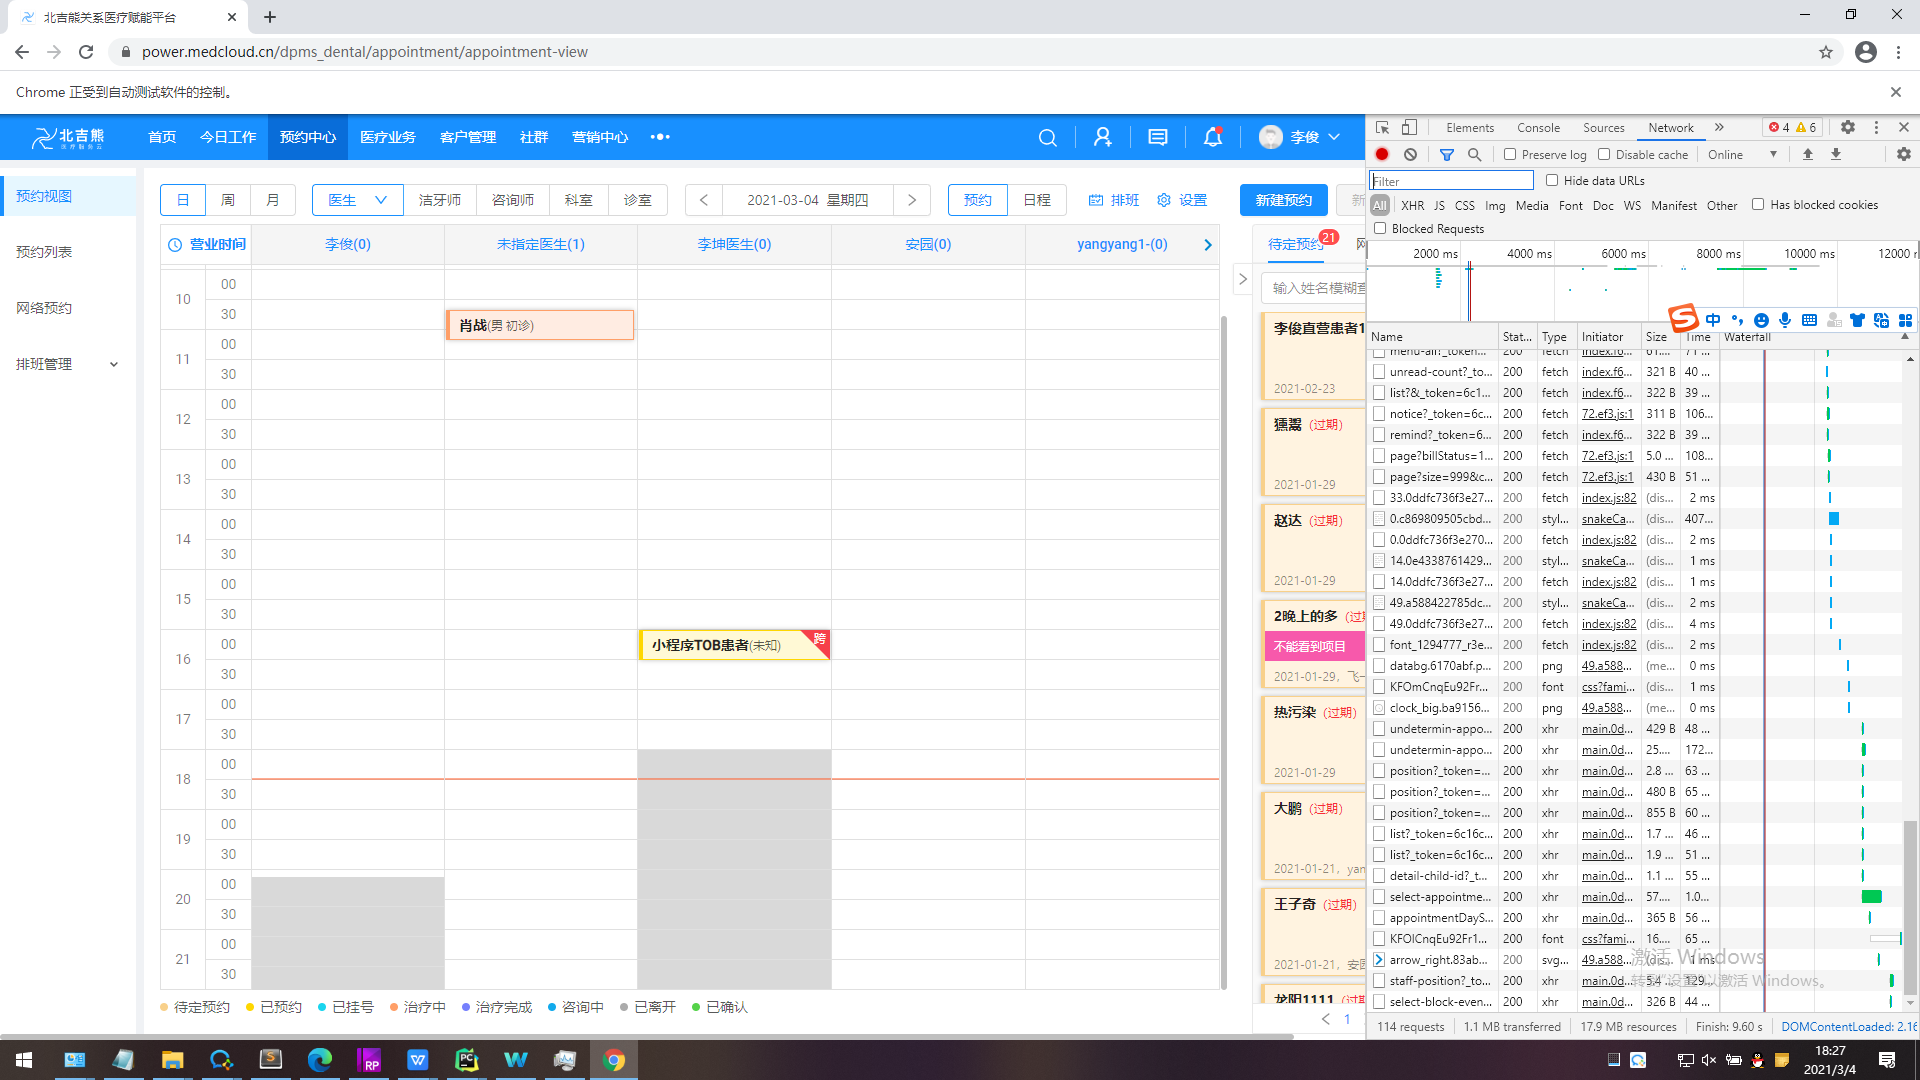 北吉熊关系医疗赋能平台
power.medcloud.cn/dpms_dental/appointment/appointment-view
Chrome 正受到自动测试软件的控制。
北吉熊
首页 今日工作 预约中心 医疗业务 客户管理 社群 营销中心 ••• 李俊
预约视图
预约列表
网络预约
排班管理
日 周 月 医生 洁牙师 咨询师 科室 诊室 2021-03-04 星期四 预约 日程 排班 设置 新建预约
营业时间 李俊(0) 未指定医生(1) 李坤医生(0) 安园(0) yangyang1-(0)
10 00
30
11 00
30
12 00
30
13 00
30
14 00
30
15 00
30
16 00
30
17 00
30
18 00
30
19 00
30
20 00
30
21 00
30
肖战(男 初诊)
小程序TOB患者(未知) 跨
待定预约 21
输入姓名模糊查
李俊直营患者1
2021-02-23
(过期)
2021-01-29
赵达 (过期)
2021-01-29
2晚上的多 (过期
不能看到项目
2021-01-29，飞一
热污染 (过期)
2021-01-29
大鹏 (过期)
2021-01-21，yan
王子奇 (过期)
2021-01-21，安园
龙阳1111 (过期
1
待定预约 已预约 已挂号 治疗中 治疗完成 咨询中 已离开 已确认
Elements Console Sources Network » 4 6
Preserve log Disable cache Online
Filter Hide data URLs
All XHR JS CSS Img Media Font Doc WS Manifest Other Has blocked cookies
Blocked Requests
2000 ms 4000 ms 6000 ms 8000 ms 10000 ms 12000 r
中
Name Stat... Type Initiator Size Time Waterfall
menu-all?_token... 200 fetch index.f6... 61.... 71 ...
unread-count?_to... 200 fetch index.f6... 321 B 40 ...
list?&_token=6c1... 200 fetch index.f6... 322 B 39 ...
notice?_token=6c... 200 fetch 72.ef3.js:1 311 B 106...
remind?_token=6... 200 fetch index.f6... 322 B 39 ...
page?billStatus=1... 200 fetch 72.ef3.js:1 5.0 ... 108...
page?size=999&c... 200 fetch 72.ef3.js:1 430 B 51 ...
33.0ddfc736f3e27... 200 fetch index.js:82 (dis... 2 ms
0.c869809505cbd... 200 styl... snakeCa... (dis... 407...
0.0ddfc736f3e270... 200 fetch index.js:82 (dis... 2 ms
14.0e4338761429... 200 styl... snakeCa... (dis... 1 ms
14.0ddfc736f3e27... 200 fetch index.js:82 (dis... 1 ms
49.a588422785dc... 200 styl... snakeCa... (dis... 2 ms
49.0ddfc736f3e27... 200 fetch index.js:82 (dis... 4 ms
font_1294777_r3e... 200 fetch index.js:82 (dis... 2 ms
databg.6170abf.p... 200 png 49.a588... (me... 0 ms
KFOmCnqEu92Fr... 200 font css?fami... (dis... 1 ms
clock_big.ba9156... 200 png 49.a588... (me... 0 ms
undetermin-appo... 200 xhr main.0d... 429 B 48 ...
undetermin-appo... 200 xhr main.0d... 25.... 172...
position?_token=... 200 xhr main.0d... 2.8 ... 63 ...
position?_token=... 200 xhr main.0d... 480 B 65 ...
position?_token=... 200 xhr main.0d... 855 B 60 ...
list?_token=6c16c... 200 xhr main.0d... 1.7 ... 46 ...
list?_token=6c16c... 200 xhr main.0d... 1.9 ... 51 ...
detail-child-id?_t... 200 xhr main.0d... 1.1 ... 55 ...
select-appointme... 200 xhr main.0d... 57.... 1.0...
appointmentDayS... 200 xhr main.0d... 365 B 56 ...
KFOlCnqEu92Fr1... 200 font css?fami... 16.... 65 ...
arrow_right.83ab... 200 svg... 49.a588... (dis... 1 ms
staff-position?_to... 200 xhr main.0d... 5.4 ... 129...
select-block-even... 200 xhr main.0d... 326 B 44 ...
激活 Windows
转到"设置"以激活 Windows。
114 requests 1.1 MB transferred 17.9 MB resources Finish: 9.60 s DOMContentLoaded: 2.16
18:27
2021/3/4